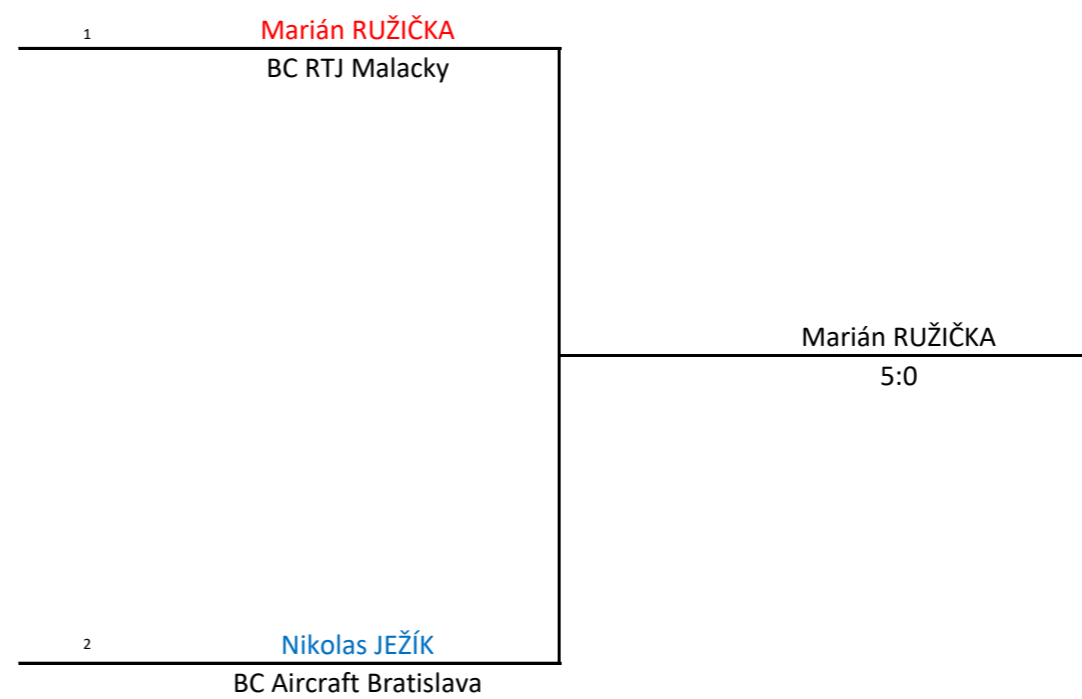 1 Marián RUŽIČKA
BC RTJ Malacky
Marián RUŽIČKA
5:0
2 Nikolas JEŽÍK
BC Aircraft Bratislava